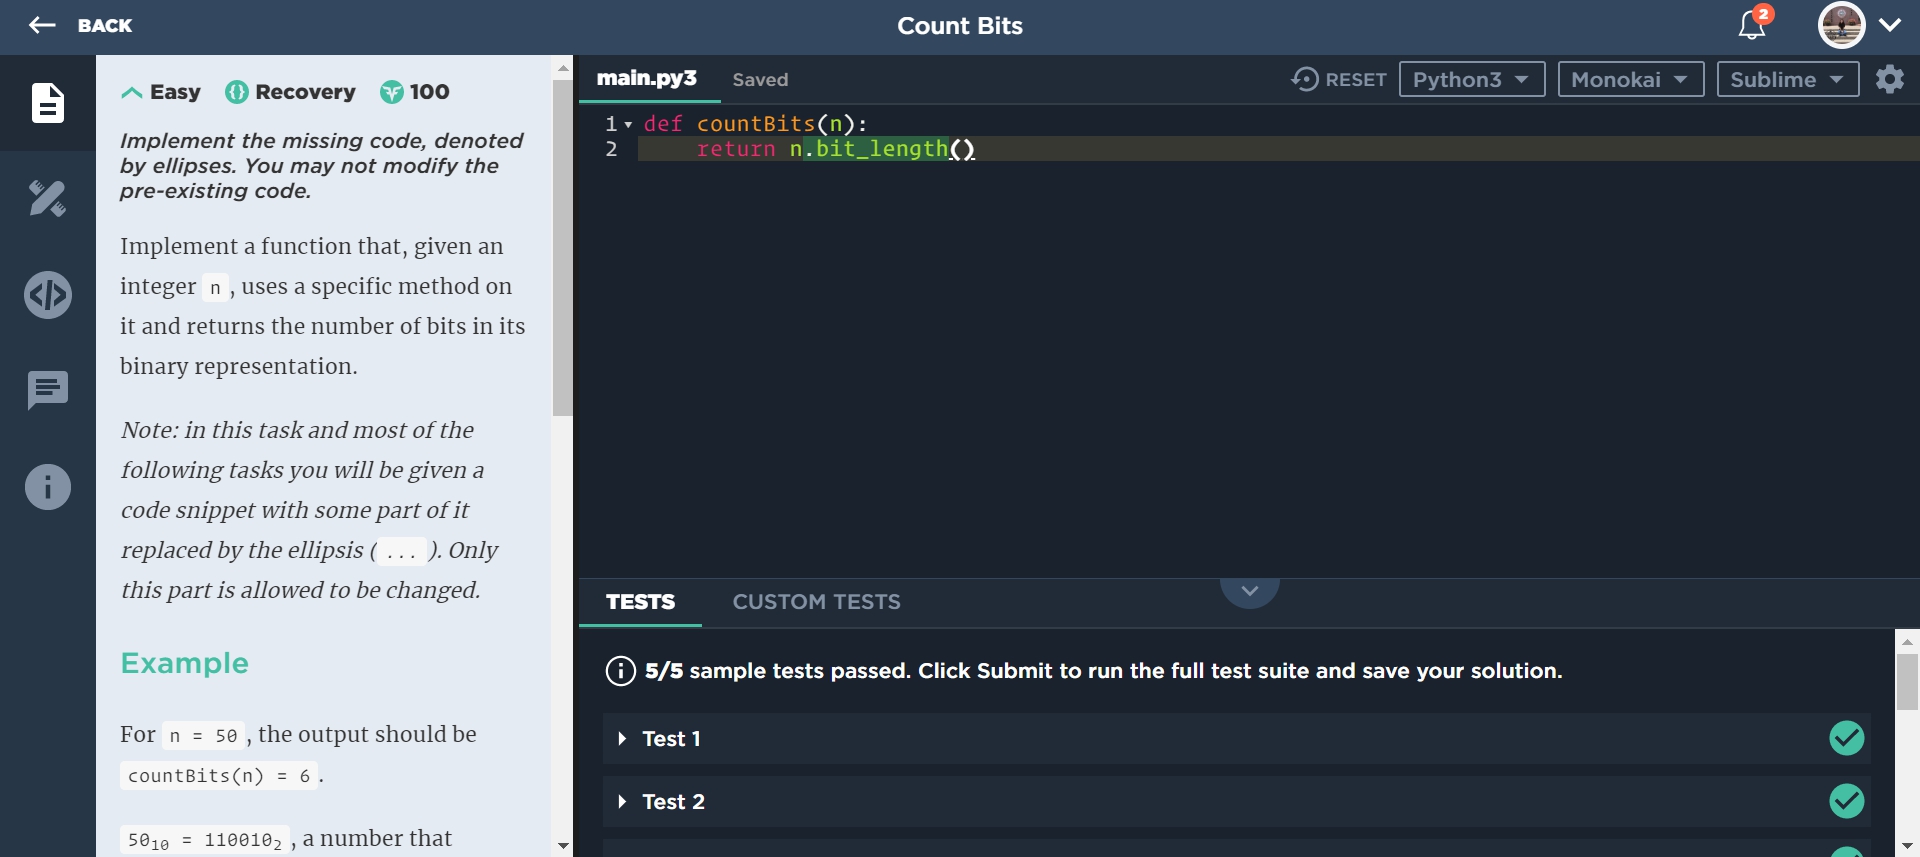 BACK
Count Bits
2
Easy
Recovery
100
Implement the missing code, denoted
by ellipses. You may not modify the
pre-existing code.
Implement a function that, given an
integer n, uses a specific method on
it and returns the number of bits in its
binary representation.
Note: in this task and most of the
following tasks you will be given a
code snippet with some part of it
replaced by the ellipsis (...). Only
this part is allowed to be changed.
Example
For n = 50, the output should be
countBits(n) = 6.
50₁₀ = 110010₂, a number that
main.py3
Saved
RESET
Python3
Monokai
Sublime
1 def countBits(n):
2     return n.bit_length()
TESTS
CUSTOM TESTS
5/5 sample tests passed. Click Submit to run the full test suite and save your solution.
Test 1
Test 2